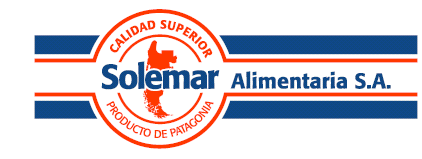 CALIDAD SUPERIOR
Solemar Alimentaria S.A.
PRODUCTO DE PATAGONIA